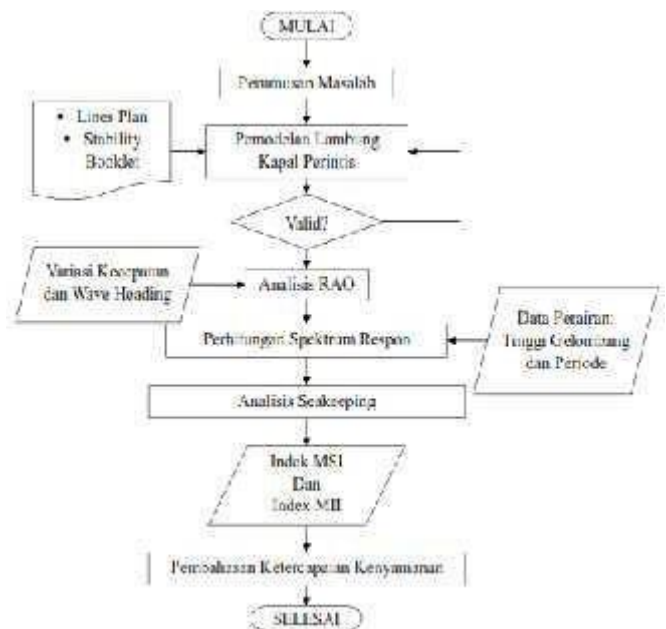 MULAI
Perumusan Masalah
• Lines Plan
• Stability
Booklet
Pemodelan Lambung
Kapal Perintis
Valid?
Variasi Kecepatan
dan Wave Heading
Analisis RAO
Data Perairan:
Tinggi Gelombang
dan Periode
Perhitungan Spektrum Respon
Analisis Seakeeping
Indek MSI
Dan
Index MII
Pembahasan Ketercapaian Kenyamanan
SELESAI